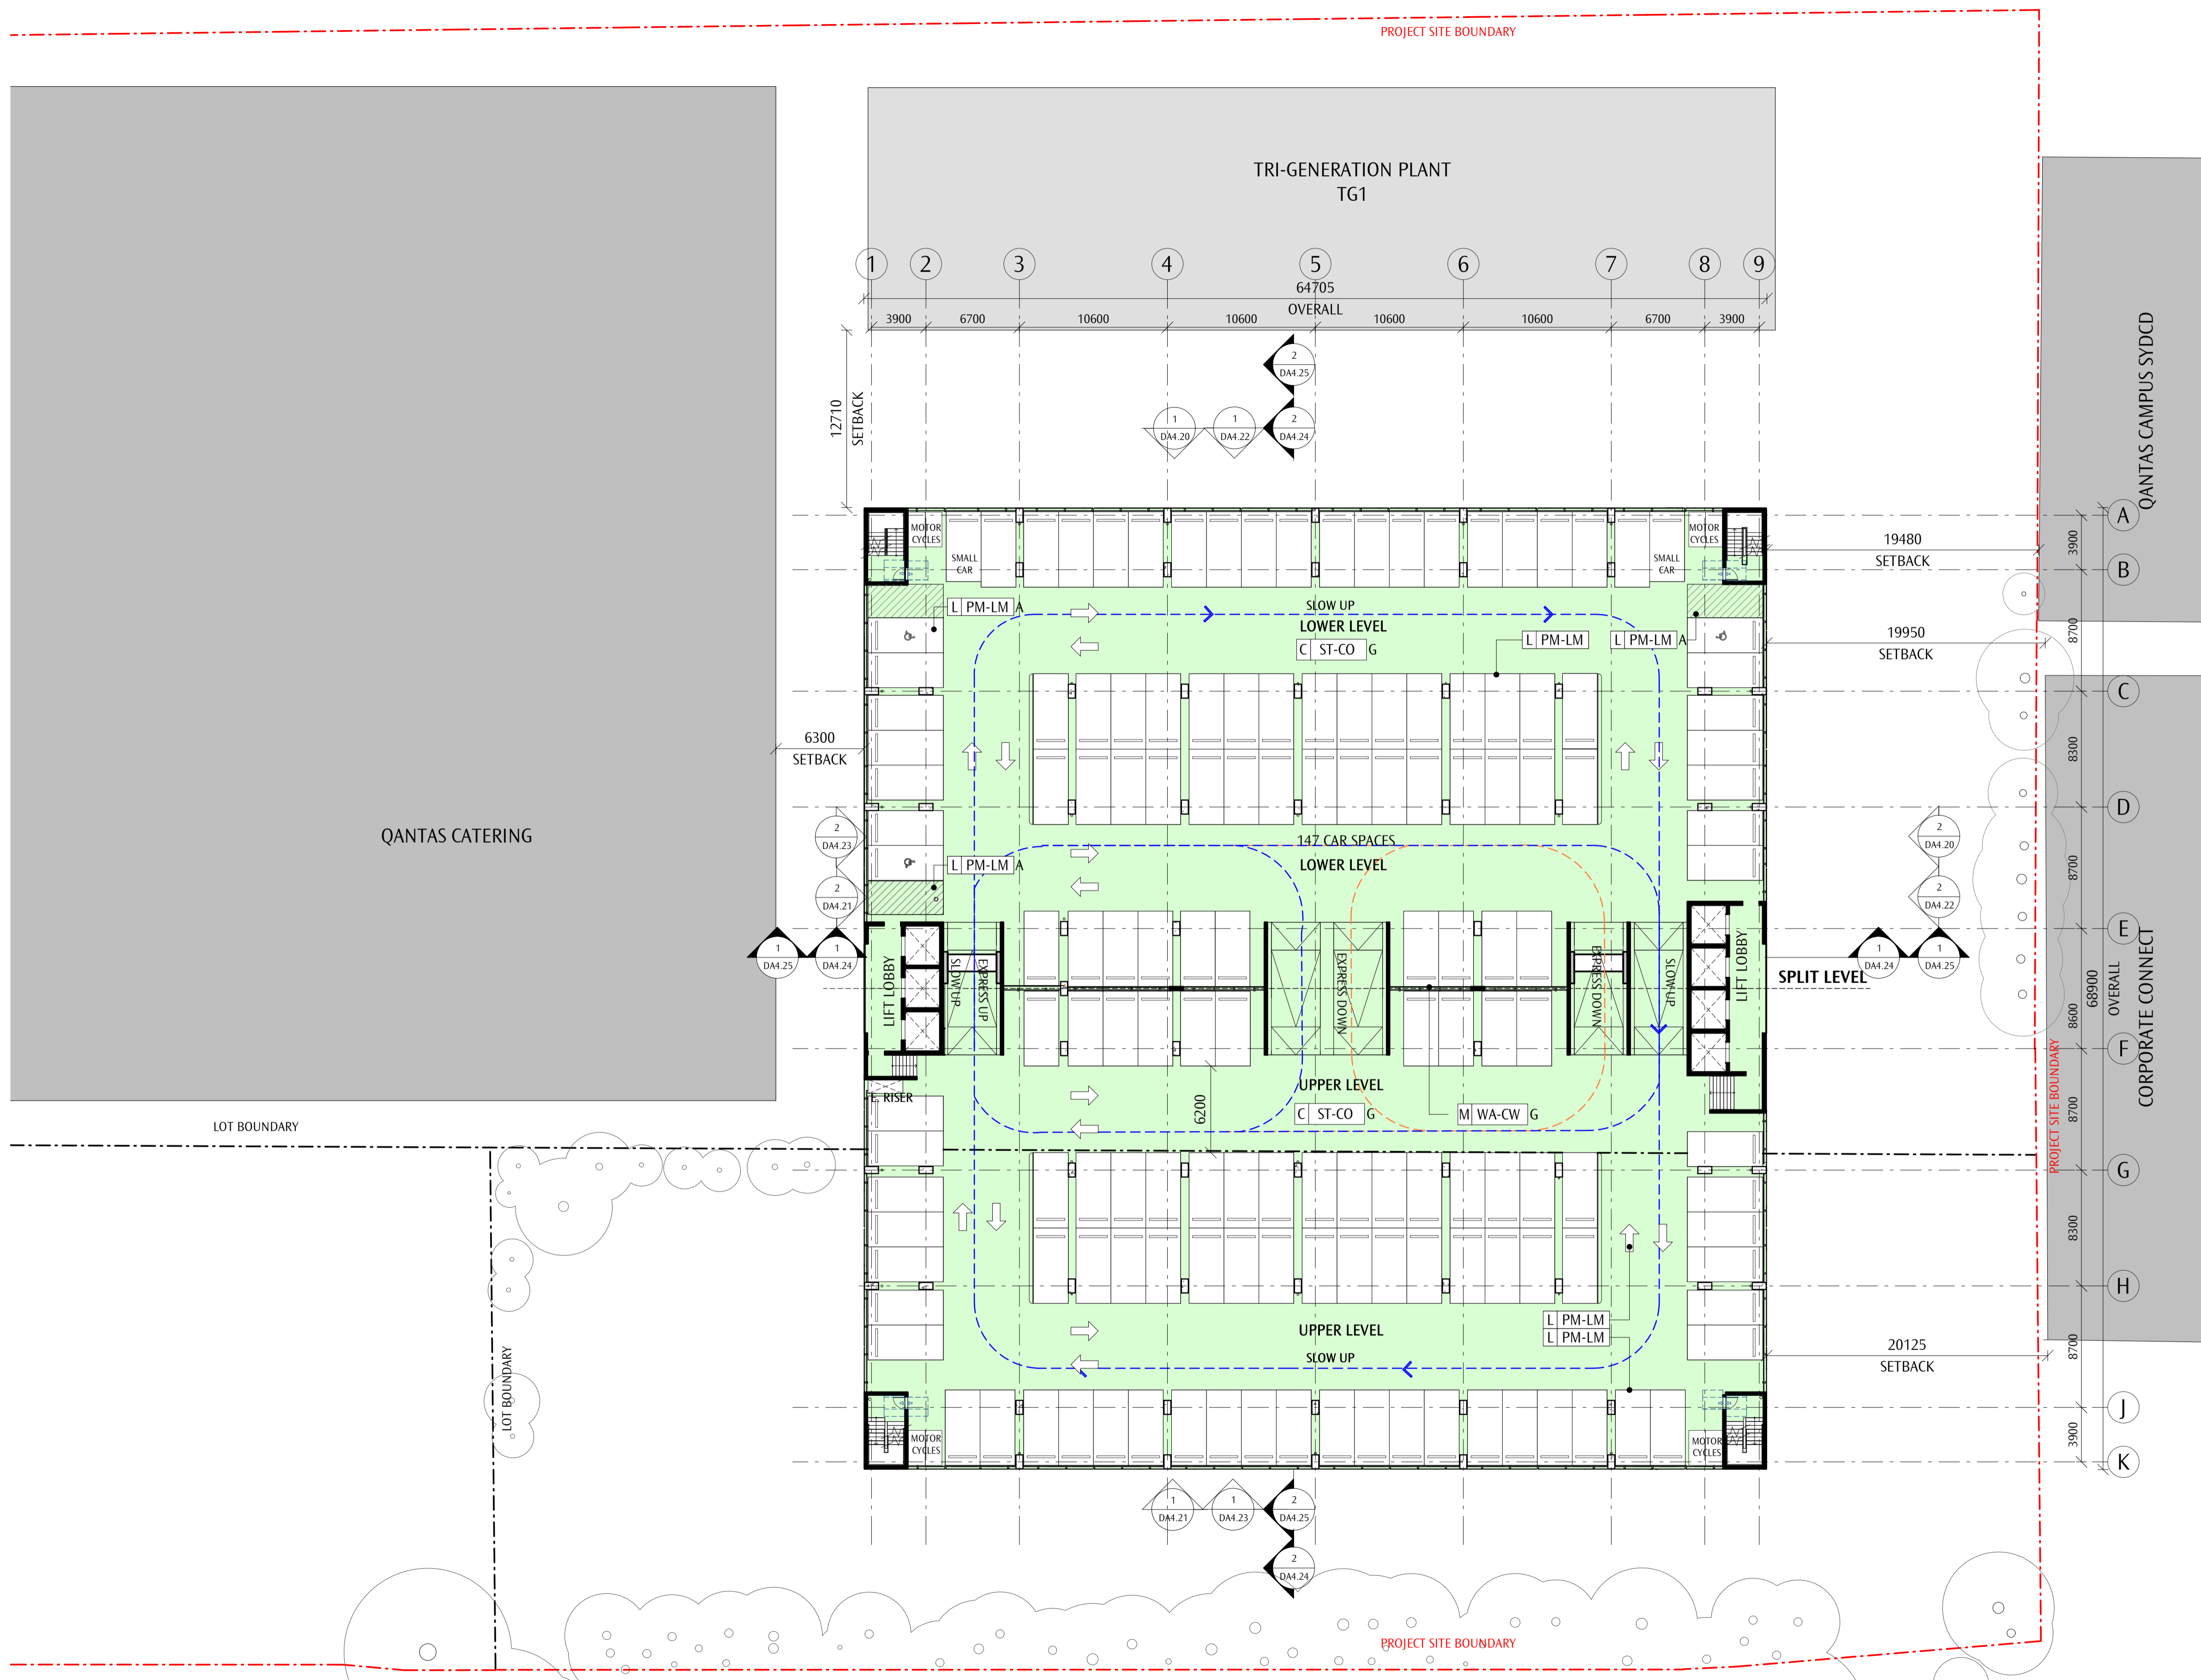 PROJECT SITE BOUNDARY
TRI-GENERATION PLANT
TG1
1 2 3 4 5 6 7 8 9
64705
OVERALL
3900 6700 10600 10600 10600 10600 6700 3900
12710
SETBACK
2
DA4.25
1
DA4.20
1
DA4.22
2
DA4.24
QANTAS CAMPUS SYDCD
A
3900
19480
SETBACK
B
MOTOR
CYCLES
SMALL
CAR
MOTOR
CYCLES
SMALL
CAR
L PM-LM A
SLOW UP
LOWER LEVEL
C ST-CO G
L PM-LM
L PM-LM A
8700
19950
SETBACK
C
8300
6300
SETBACK
D
QANTAS CATERING
2
DA4.23
2
DA4.21
1
DA4.25
1
DA4.24
L PM-LM A
147 CAR SPACES
LOWER LEVEL
2
DA4.20
2
DA4.22
1
DA4.24
1
DA4.25
8700
E
LIFT LOBBY
SLOW UP
EXPRESS UP
EXPRESS DOWN
EXPRESS DOWN
SLOW UP
LIFT LOBBY
SPLIT LEVEL
8600
68900
OVERALL
CORPORATE CONNECT
F
E. RISER
UPPER LEVEL
C ST-CO G
M WA-CW G
6200
LOT BOUNDARY
8700
PROJECT SITE BOUNDARY
G
8300
H
LOT BOUNDARY
UPPER LEVEL
SLOW UP
L PM-LM
L PM-LM
20125
SETBACK
8700
J
MOTOR
CYCLES
MOTOR
CYCLES
3900
K
1
DA4.21
1
DA4.23
2
DA4.25
2
DA4.24
PROJECT SITE BOUNDARY